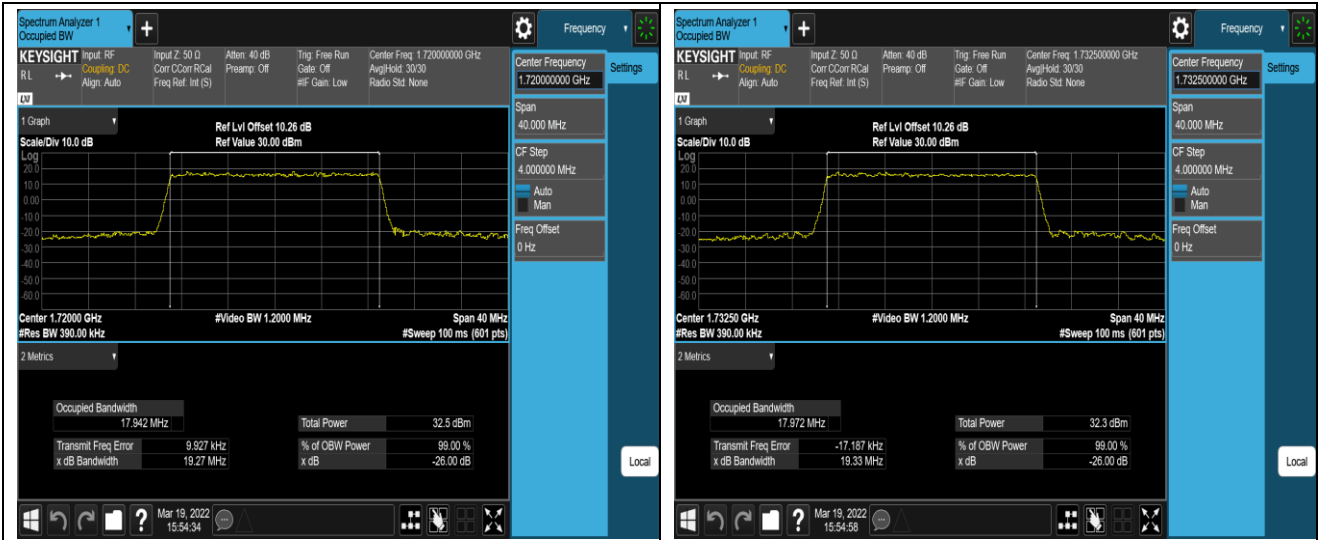 Spectrum Analyzer 1
Occupied BW
+
Frequency
KEYSIGHT Input: RF Input Z: 50 Ω Atten: 40 dB Trig: Free Run Center Freq: 1.720000000 GHz
RL Coupling: DC Corr CCorr RCal Preamp: Off Gate: Off Avg|Hold: 30/30
Align: Auto Freq Ref: Int (S) #IF Gain: Low Radio Std: None
LXI
Center Frequency
1.720000000 GHz
Settings
Span
40.000 MHz
CF Step
4.000000 MHz
Auto
Man
Freq Offset
0 Hz
1 Graph
Ref Lvl Offset 10.26 dB
Scale/Div 10.0 dB Ref Value 30.00 dBm
Log
20.0
10.0
0.00
-10.0
-20.0
-30.0
-40.0
-50.0
-60.0
Center 1.72000 GHz #Video BW 1.2000 MHz Span 40 MHz
#Res BW 390.00 kHz #Sweep 100 ms (601 pts)
2 Metrics
Occupied Bandwidth
17.942 MHz Total Power 32.5 dBm
Transmit Freq Error 9.927 kHz % of OBW Power 99.00 %
x dB Bandwidth 19.27 MHz x dB -26.00 dB
Local
? Mar 19, 2022
15:54:34
Spectrum Analyzer 1
Occupied BW
+
Frequency
KEYSIGHT Input: RF Input Z: 50 Ω Atten: 40 dB Trig: Free Run Center Freq: 1.732500000 GHz
RL Coupling: DC Corr CCorr RCal Preamp: Off Gate: Off Avg|Hold: 30/30
Align: Auto Freq Ref: Int (S) #IF Gain: Low Radio Std: None
LXI
Center Frequency
1.732500000 GHz
Settings
Span
40.000 MHz
CF Step
4.000000 MHz
Auto
Man
Freq Offset
0 Hz
1 Graph
Ref Lvl Offset 10.26 dB
Scale/Div 10.0 dB Ref Value 30.00 dBm
Log
20.0
10.0
0.00
-10.0
-20.0
-30.0
-40.0
-50.0
-60.0
Center 1.73250 GHz #Video BW 1.2000 MHz Span 40 MHz
#Res BW 390.00 kHz #Sweep 100 ms (601 pts)
2 Metrics
Occupied Bandwidth
17.972 MHz Total Power 32.3 dBm
Transmit Freq Error -17.187 kHz % of OBW Power 99.00 %
x dB Bandwidth 19.33 MHz x dB -26.00 dB
Local
? Mar 19, 2022
15:54:58